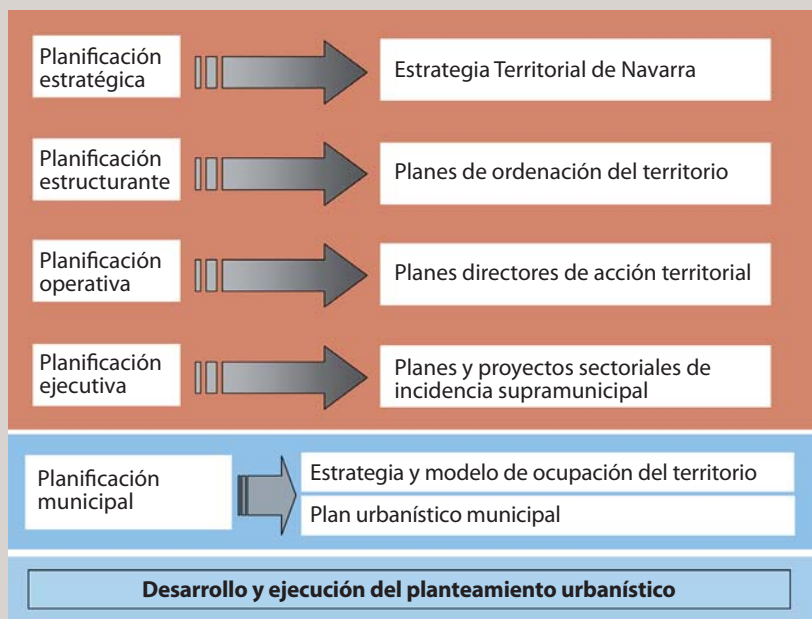 Planificación
estratégica
Estrategia Territorial de Navarra
Planificación
estructurante
Planes de ordenación del territorio
Planificación
operativa
Planes directores de acción territorial
Planificación
ejecutiva
Planes y proyectos sectoriales de
incidencia supramunicipal
Planificación
municipal
Estrategia y modelo de ocupación del territorio
Plan urbanístico municipal
Desarrollo y ejecución del planteamiento urbanístico